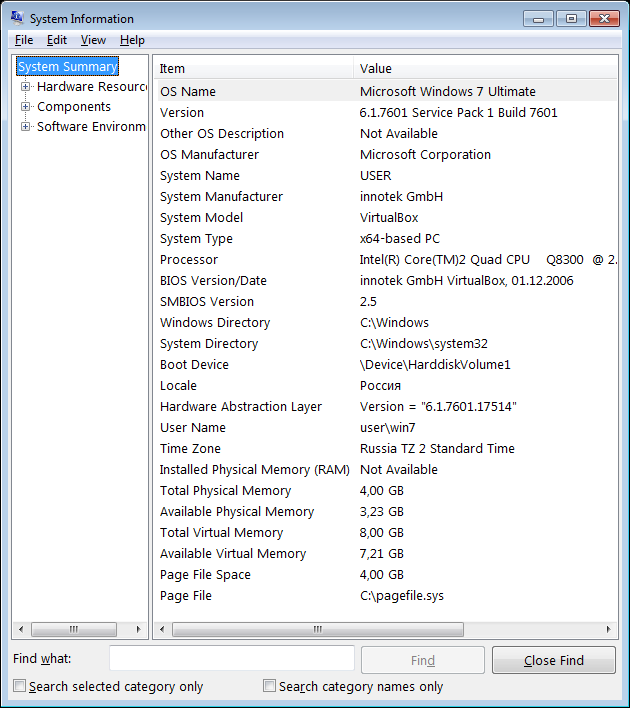 System Information
File Edit View Help
System Summary
Hardware Resourc
Components
Software Environm
Item Value
OS Name Microsoft Windows 7 Ultimate
Version 6.1.7601 Service Pack 1 Build 7601
Other OS Description Not Available
OS Manufacturer Microsoft Corporation
System Name USER
System Manufacturer innotek GmbH
System Model VirtualBox
System Type x64-based PC
Processor Intel(R) Core(TM)2 Quad CPU Q8300 @ 2.
BIOS Version/Date innotek GmbH VirtualBox, 01.12.2006
SMBIOS Version 2.5
Windows Directory C:\Windows
System Directory C:\Windows\system32
Boot Device \Device\HarddiskVolume1
Locale Россия
Hardware Abstraction Layer Version = "6.1.7601.17514"
User Name user\win7
Time Zone Russia TZ 2 Standard Time
Installed Physical Memory (RAM) Not Available
Total Physical Memory 4,00 GB
Available Physical Memory 3,23 GB
Total Virtual Memory 8,00 GB
Available Virtual Memory 7,21 GB
Page File Space 4,00 GB
Page File C:\pagefile.sys
Find what: Find Close Find
Search selected category only Search category names only